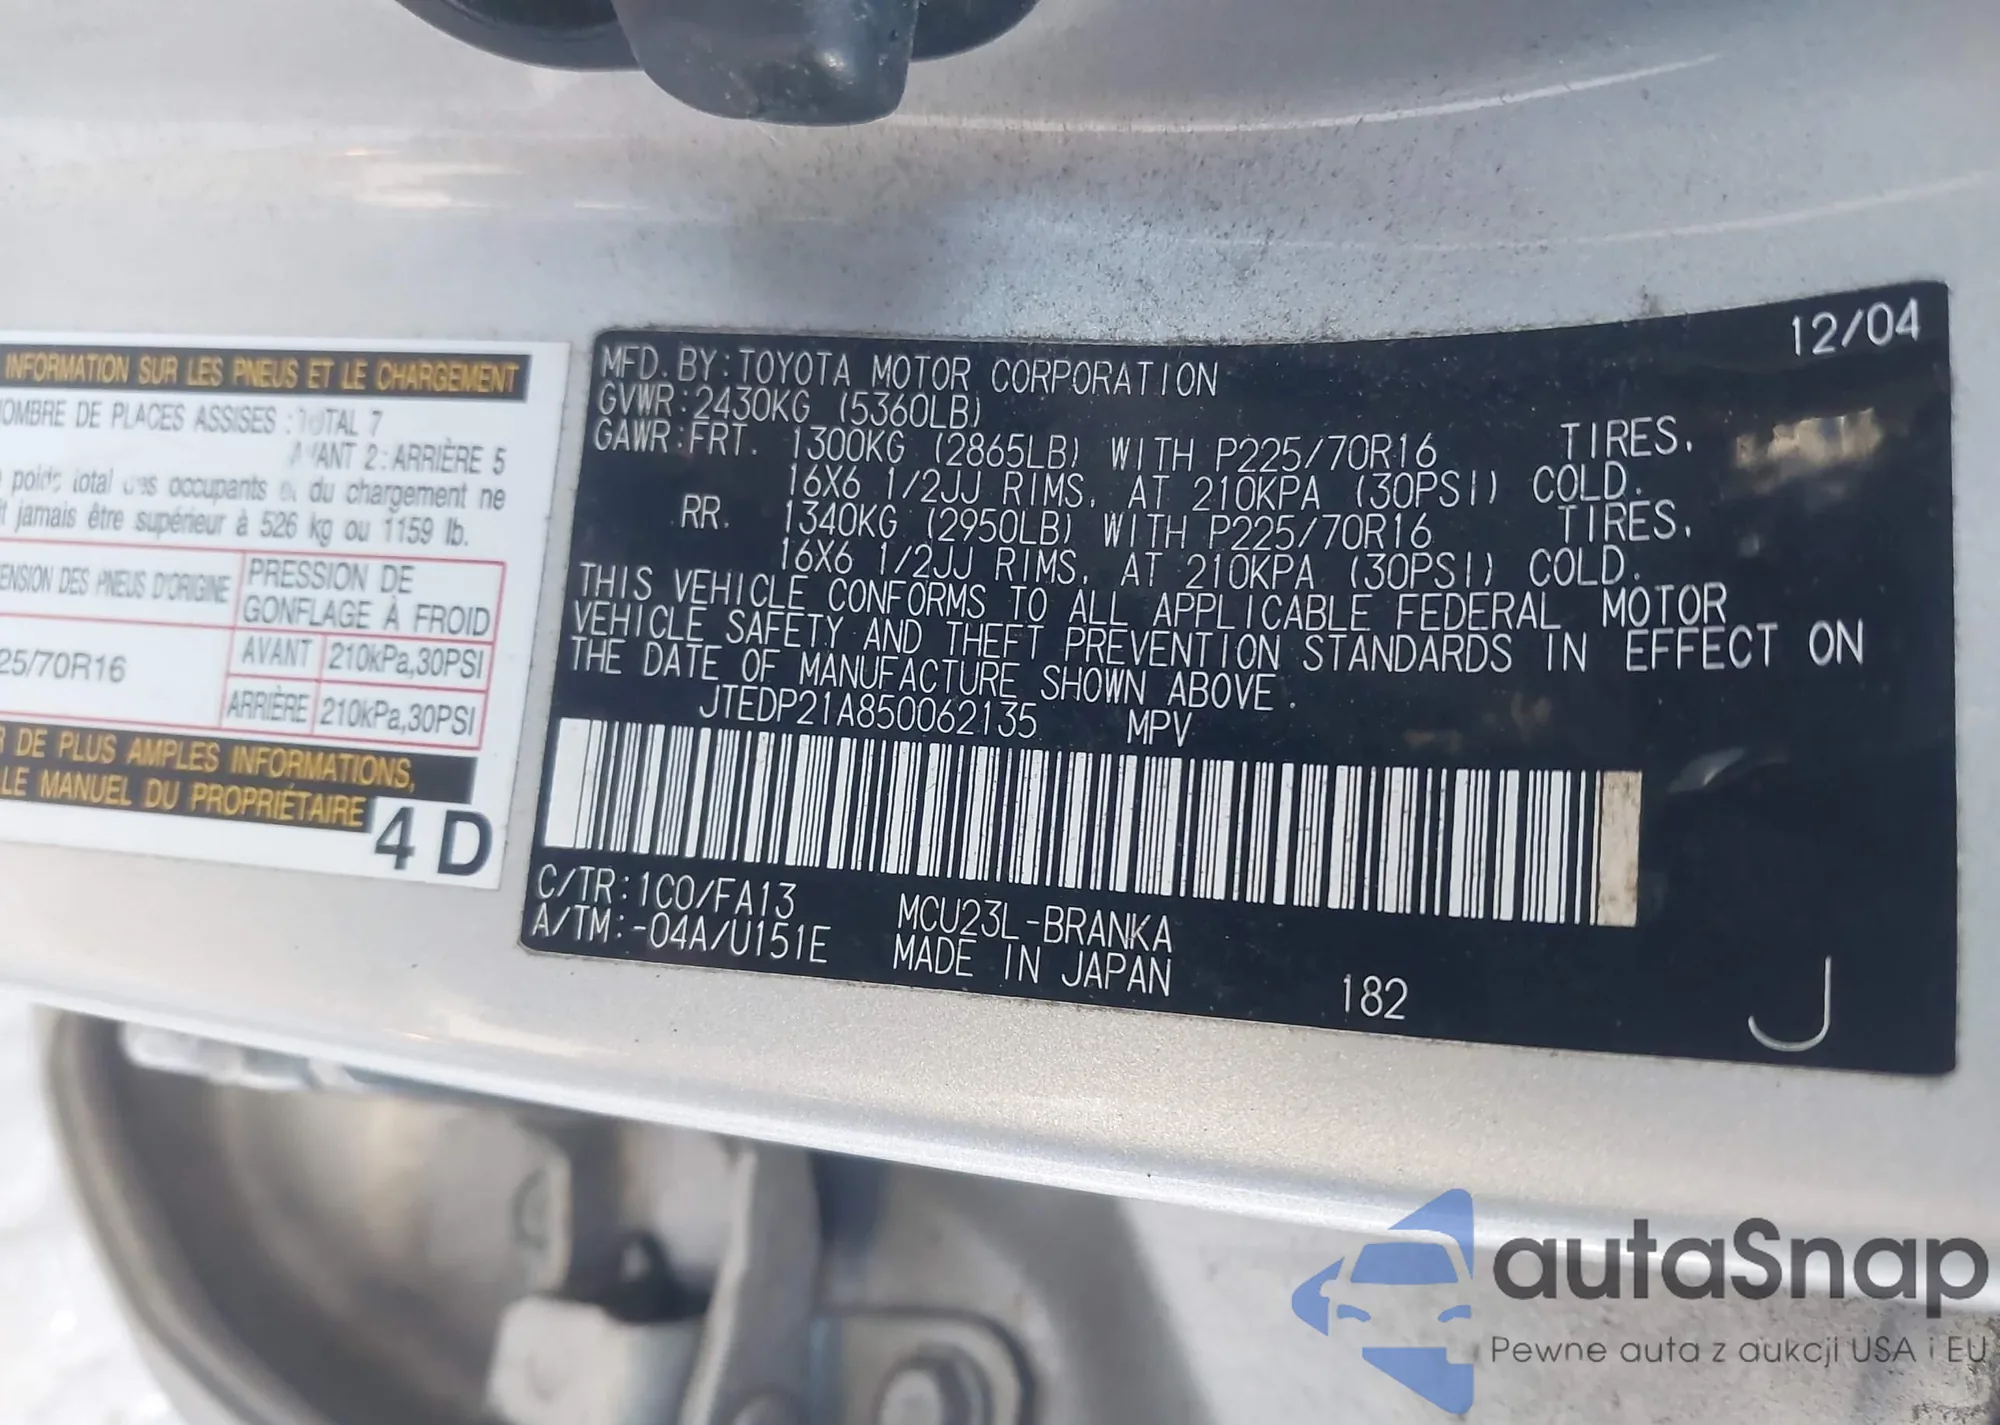 INFORMATION SUR LES PNEUS ET LE CHARGEMENT
OMBRE DE PLACES ASSISES : TOTAL 7
AVANT 2 : ARRIÈRE 5
poids total des occupants et du chargement ne
it jamais être supérieur à 526 kg ou 1159 lb.
ENSION DES PNEUS D'ORIGINE
PRESSION DE
GONFLAGE À FROID
25/70R16
AVANT 210kPa,30PSI
ARRIÈRE 210kPa,30PSI
R DE PLUS AMPLES INFORMATIONS,
LE MANUEL DU PROPRIÉTAIRE
4 D
12/04
MFD. BY: TOYOTA MOTOR CORPORATION
GVWR: 2430KG (5360LB)
GAWR: FRT. 1300KG (2865LB) WITH P225/70R16 TIRES,
16X6 1/2JJ RIMS, AT 210KPA (30PSI) COLD.
RR. 1340KG (2950LB) WITH P225/70R16 TIRES,
16X6 1/2JJ RIMS, AT 210KPA (30PSI) COLD.
THIS VEHICLE CONFORMS TO ALL APPLICABLE FEDERAL MOTOR
VEHICLE SAFETY AND THEFT PREVENTION STANDARDS IN EFFECT ON
THE DATE OF MANUFACTURE SHOWN ABOVE.
JTEDP21A850062135 MPV
C/TR: 1C0/FA13
A/TM: -04A/U151E
MCU23L-BRANKA
MADE IN JAPAN
182
J
autaSnap
Pewne auta z aukcji USA i EU